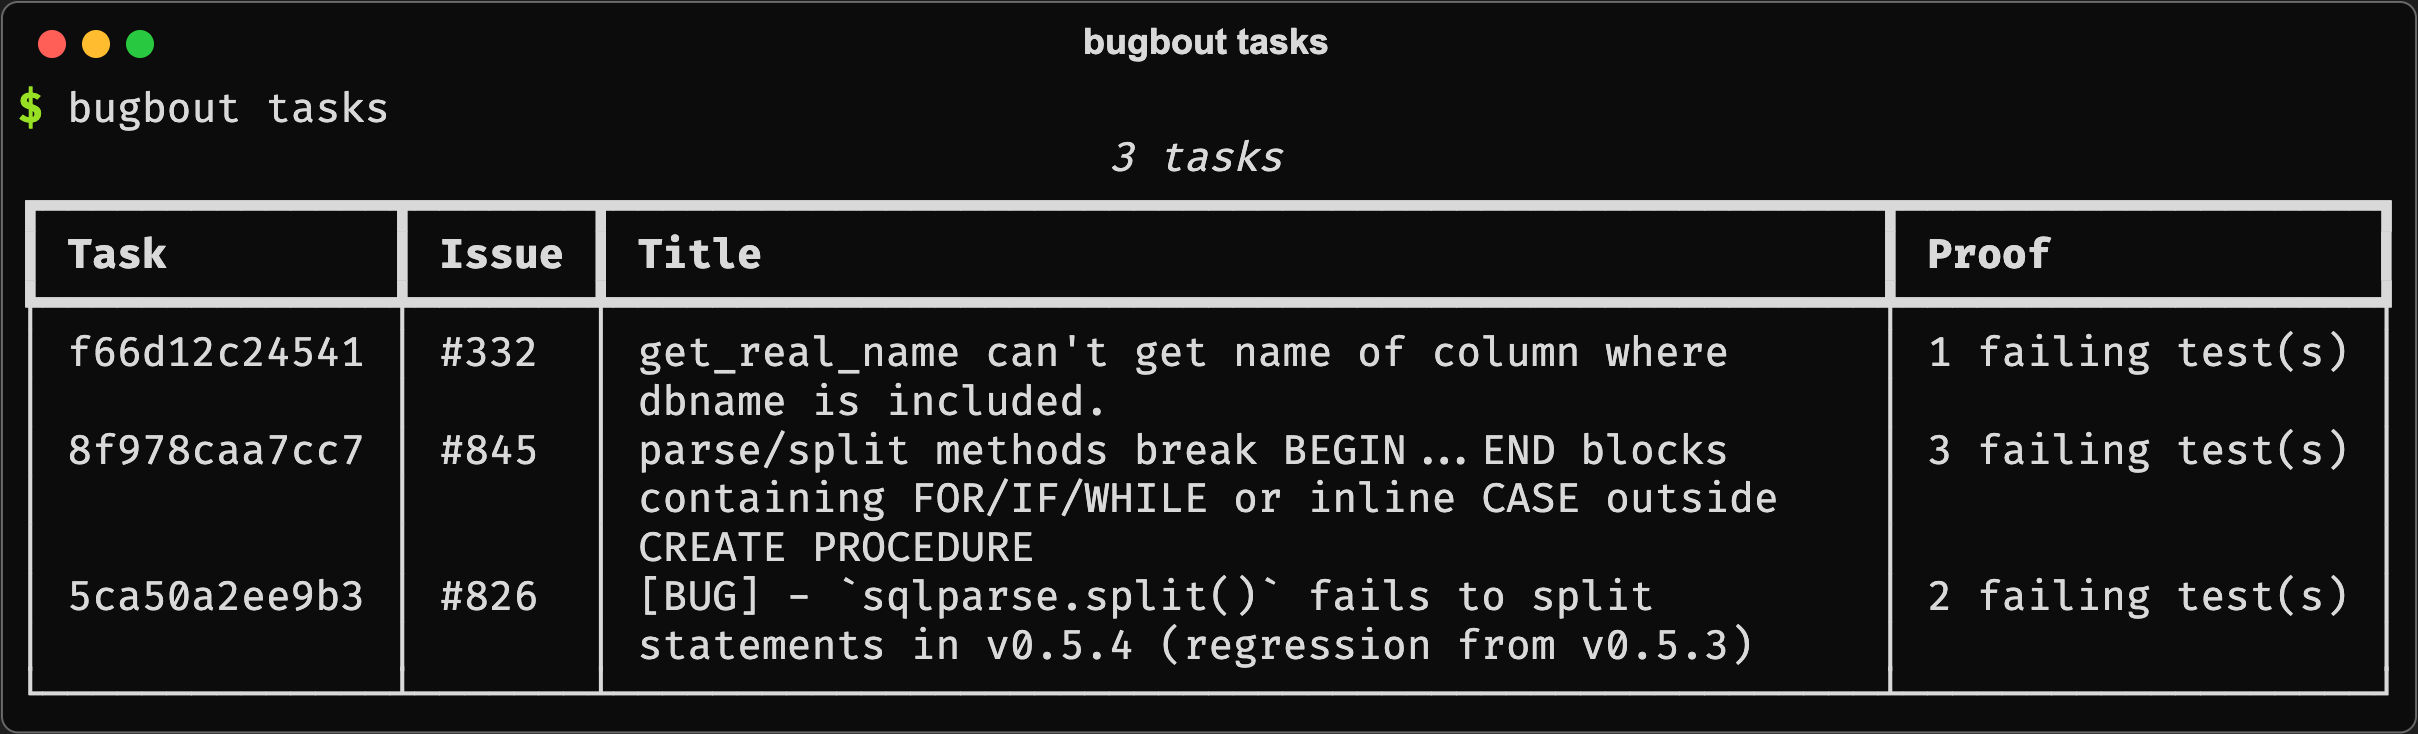 bugbout tasks
$ bugbout tasks
3 tasks
Task Issue Title Proof
f66d12c24541 #332 get_real_name can't get name of column where 1 failing test(s)
dbname is included.
8f978caa7cc7 #845 parse/split methods break BEGIN...END blocks 3 failing test(s)
containing FOR/IF/WHILE or inline CASE outside
CREATE PROCEDURE
5ca50a2ee9b3 #826 [BUG] - `sqlparse.split()` fails to split 2 failing test(s)
statements in v0.5.4 (regression from v0.5.3)